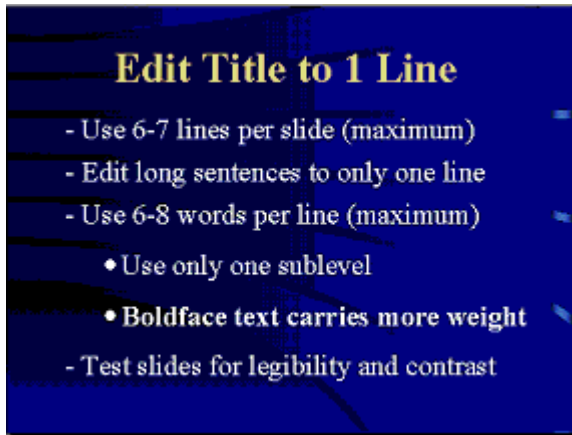 Edit Title to 1 Line
- Use 6-7 lines per slide (maximum)
- Edit long sentences to only one line
- Use 6-8 words per line (maximum)
• Use only one sublevel
• Boldface text carries more weight
- Test slides for legibility and contrast